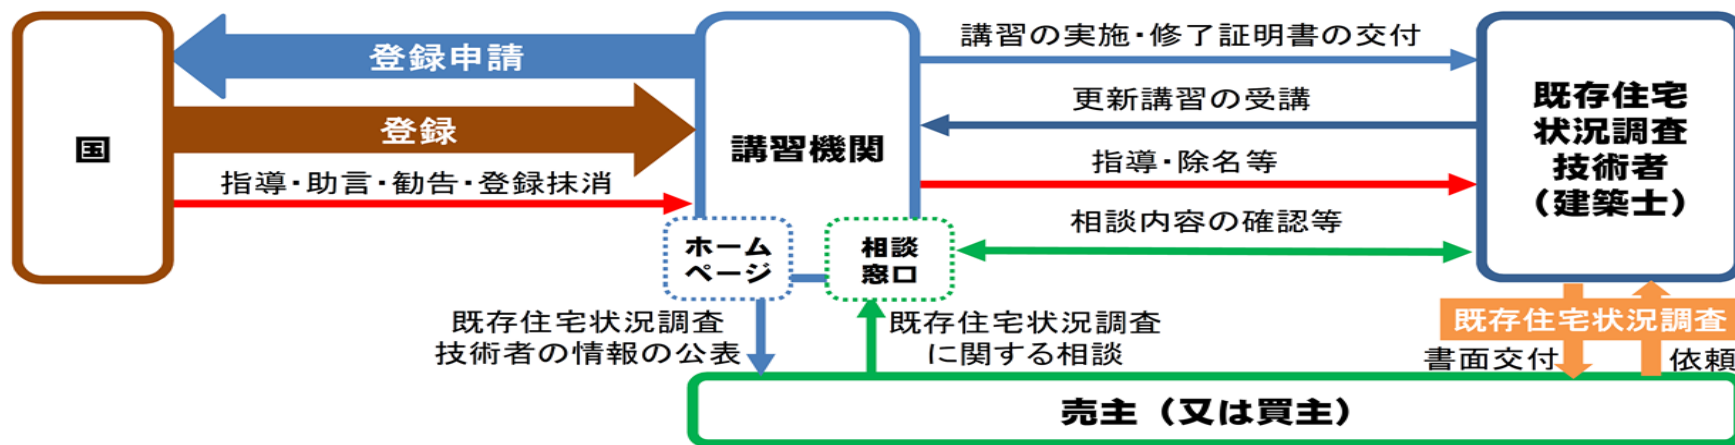 国
登録申請
登録
指導・助言・勧告・登録抹消
講習機関
ホーム
ページ
相談
窓口
講習の実施・修了証明書の交付
更新講習の受講
指導・除名等
相談内容の確認等
既存住宅
状況調査
技術者
（建築士）
既存住宅状況調査
技術者の情報の公表
既存住宅状況調査
に関する相談
既存住宅状況調査
書面交付
依頼
売主（又は買主）